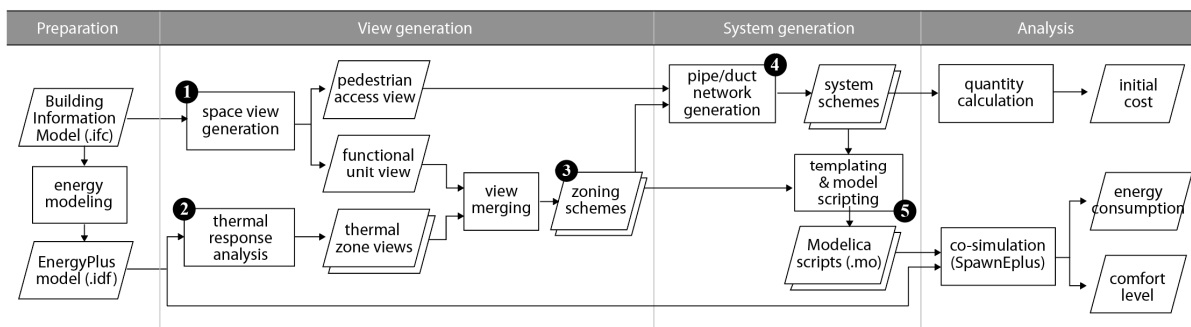 Preparation
View generation
System generation
Analysis
Building
Information
Model (.ifc)
energy
modeling
EnergyPlus
model (.idf)
1
space view
generation
2
thermal
response
analysis
pedestrian
access view
functional
unit view
thermal
zone views
view
merging
3
zoning
schemes
4
pipe/duct
network
generation
system
schemes
templating
& model
scripting
5
Modelica
scripts (.mo)
quantity
calculation
co-simulation
(SpawnEplus)
initial
cost
energy
consumption
comfort
level